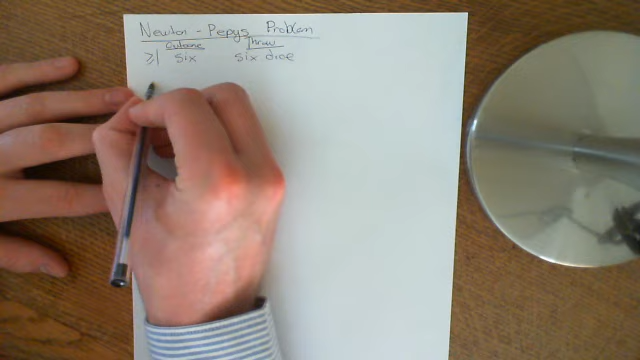 Newton - Pepys Problem
Outcome Throw
≥1 six six dice